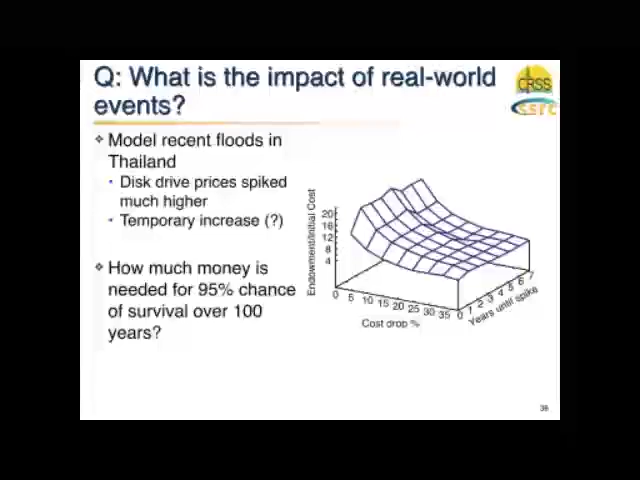 Q: What is the impact of real-world
events?
CRSS
ssrc
❖ Model recent floods in
Thailand
• Disk drive prices spiked
much higher
• Temporary increase (?)
❖ How much money is
needed for 95% chance
of survival over 100
years?
Endowment/Initial Cost
20
16
12
8
4
0 5 10 15 20 25 30 35
Cost drop %
0 1 2 3 4 5 6 7
Years until spike
39